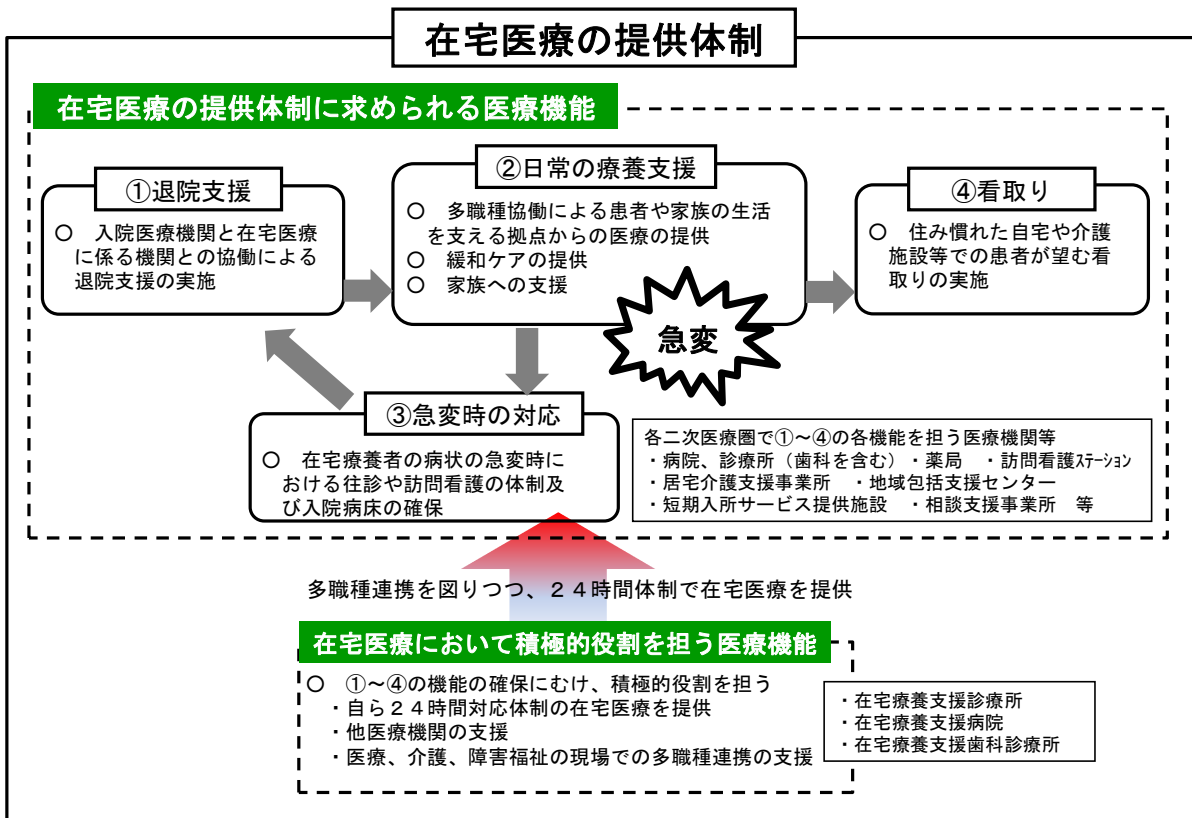 在宅医療の提供体制
在宅医療の提供体制に求められる医療機能
①退院支援
○　入院医療機関と在宅医療
に係る機関との協働による
退院支援の実施
②日常の療養支援
○　多職種協働による患者や家族の生活
を支える拠点からの医療の提供
○　緩和ケアの提供
○　家族への支援
④看取り
○　住み慣れた自宅や介護
施設等での患者が望む看
取りの実施
急変
③急変時の対応
○　在宅療養者の病状の急変時に
おける往診や訪問看護の体制及
び入院病床の確保
各二次医療圏で①～④の各機能を担う医療機関等
・病院、診療所（歯科を含む）・薬局　・訪問看護ｽﾃｰｼｮﾝ
・居宅介護支援事業所　・地域包括支援センター
・短期入所サービス提供施設　・相談支援事業所　等
多職種連携を図りつつ、２４時間体制で在宅医療を提供
在宅医療において積極的役割を担う医療機能
○　①～④の機能の確保にむけ、積極的役割を担う
・自ら２４時間対応体制の在宅医療を提供
・他医療機関の支援
・医療、介護、障害福祉の現場での多職種連携の支援
・在宅療養支援診療所
・在宅療養支援病院
・在宅療養支援歯科診療所